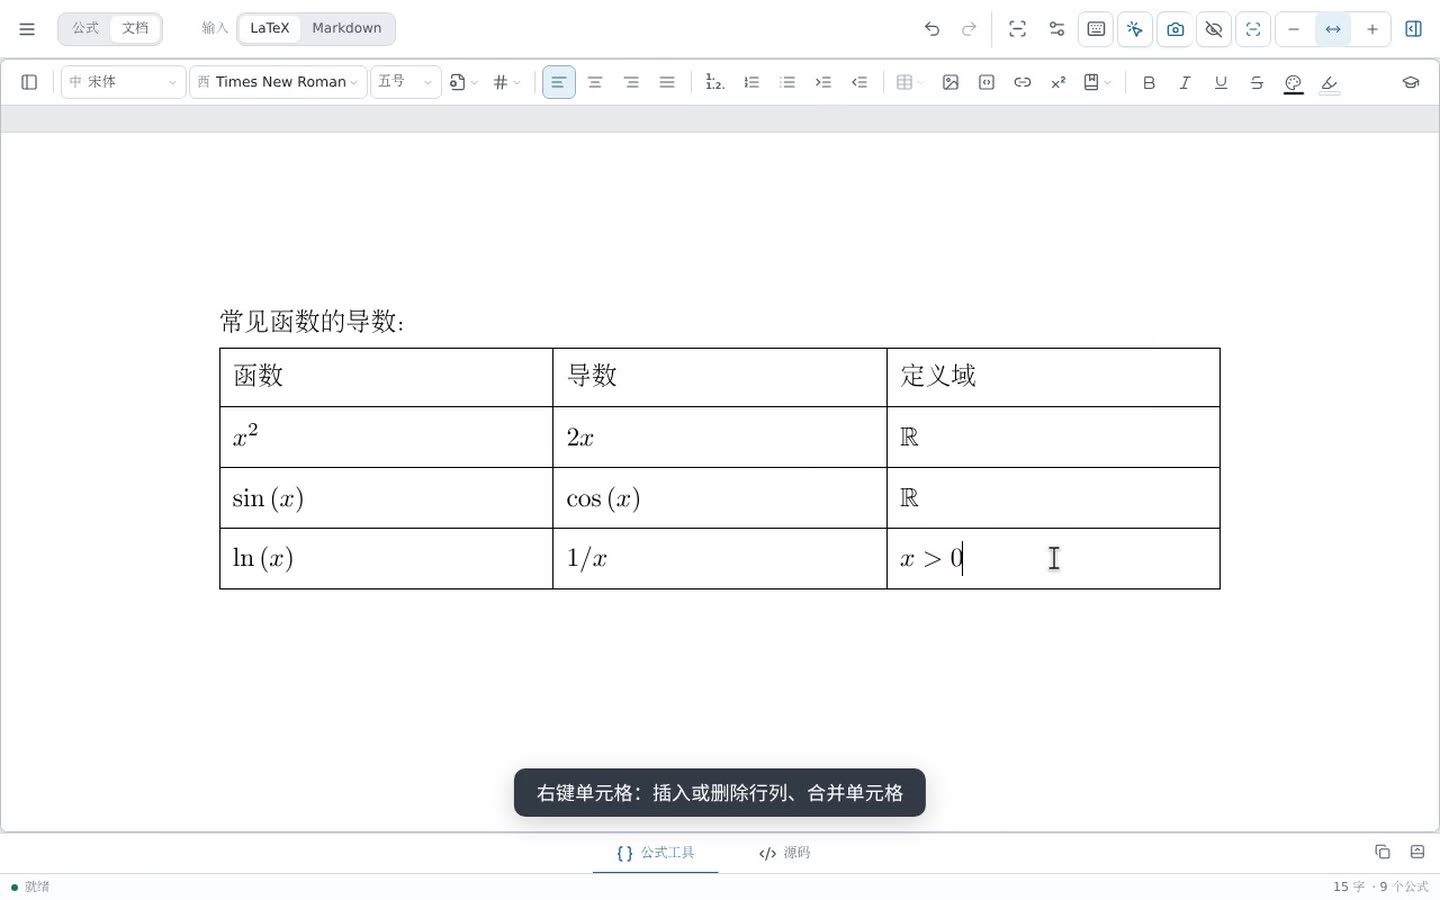 公式 文档 输入 LaTeX Markdown
中 宋体 西 Times New Roman 五号
常见函数的导数:
函数 导数 定义域
x² 2x ℝ
sin (x) cos (x) ℝ
ln (x) 1/x x > 0
右键单元格：插入或删除行列、合并单元格
{ } 公式工具 </> 源码
就绪 15 字 · 9 个公式